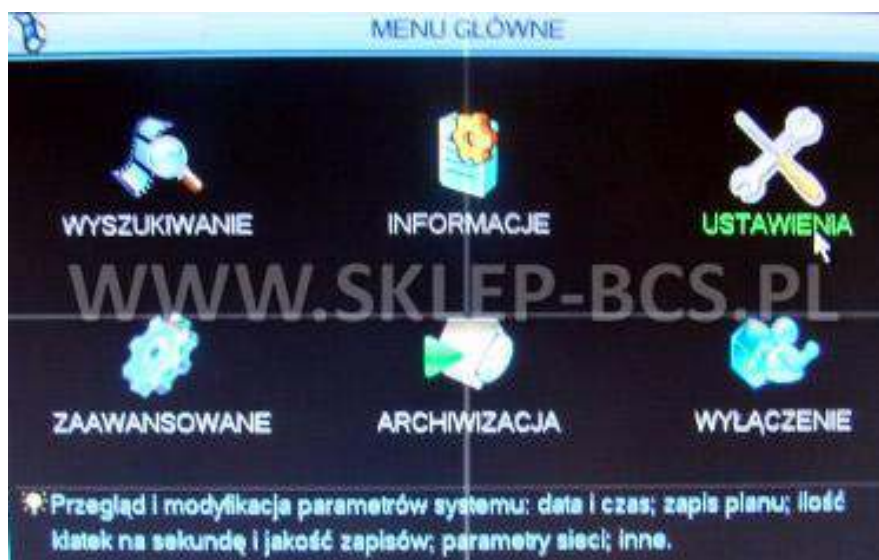 MENU GŁÓWNE
WYSZUKIWANIE
INFORMACJE
USTAWIENIA
WWW.SKLEP-BCS.PL
ZAAWANSOWANE
ARCHIWIZACJA
WYŁĄCZENIE
Przegląd i modyfikacja parametrów systemu: data i czas; zapis planu; ilość
klatek na sekundę i jakość zapisów; parametry sieci; inne.